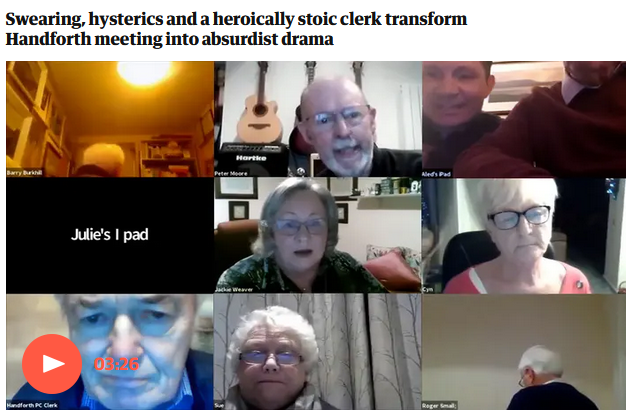 Swearing, hysterics and a heroically stoic clerk transform
Handforth meeting into absurdist drama
Barry Burkhill
Hartke
Peter Moore
Aled's iPad
Julie's I pad
Jackie Weaver
Cyn
03:26
Handforth PC Clerk
Sue
Roger Small;